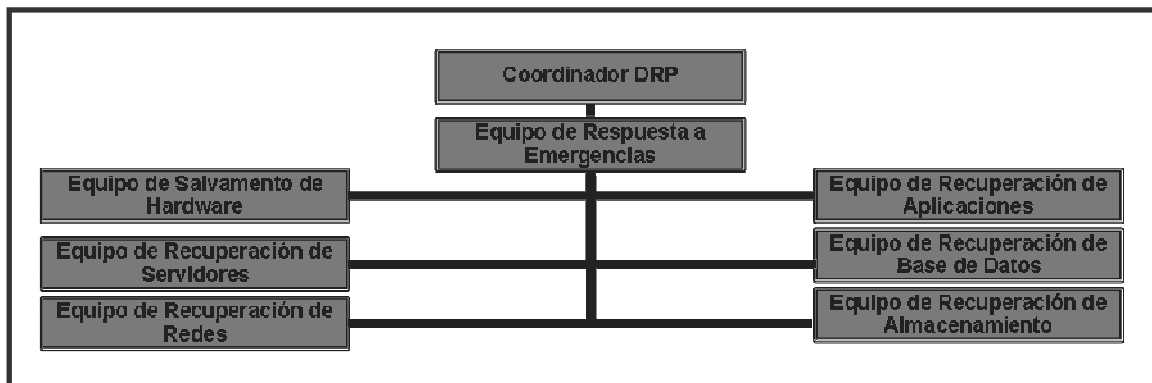 Coordinador DRP
Equipo de Respuesta a
Emergencias
Equipo de Salvamento de
Hardware
Equipo de Recuperación de
Aplicaciones
Equipo de Recuperación de
Servidores
Equipo de Recuperación de
Base de Datos
Equipo de Recuperación de
Redes
Equipo de Recuperación de
Almacenamiento